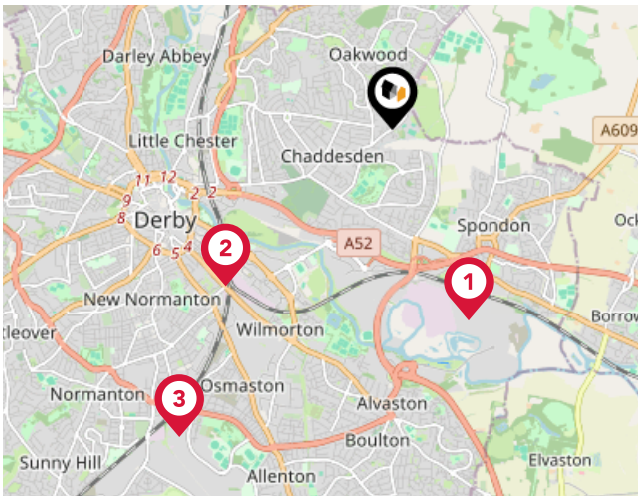 Darley Abbey
Oakwood
A609
Little Chester
Chaddesden
11
12
2
2
9
8
Derby
6
5
4
2
A52
Spondon
Ock
1
New Normanton
Wilmorton
Borrow
tleover
Normanton
Osmaston
3
Alvaston
Boulton
Sunny Hill
Allenton
Elvaston